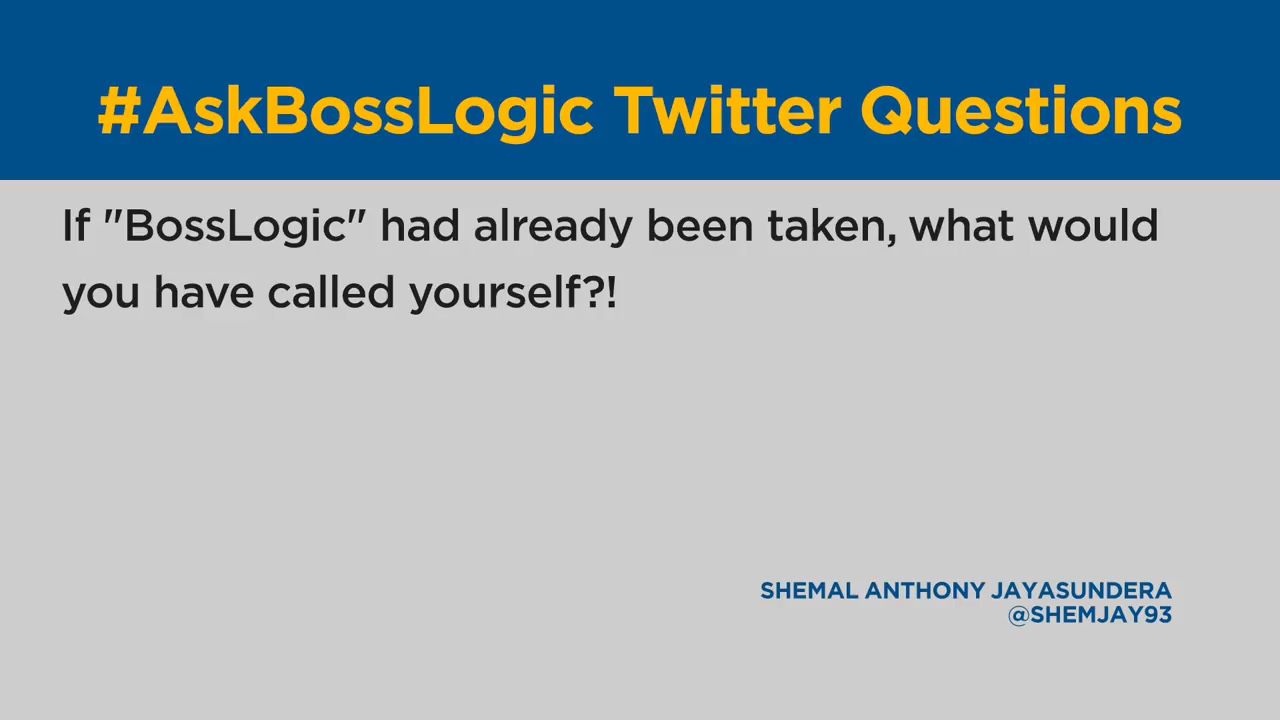 #AskBossLogic Twitter Questions
If "BossLogic" had already been taken, what would
you have called yourself?!
SHEMAL ANTHONY JAYASUNDERA
@SHEMJAY93